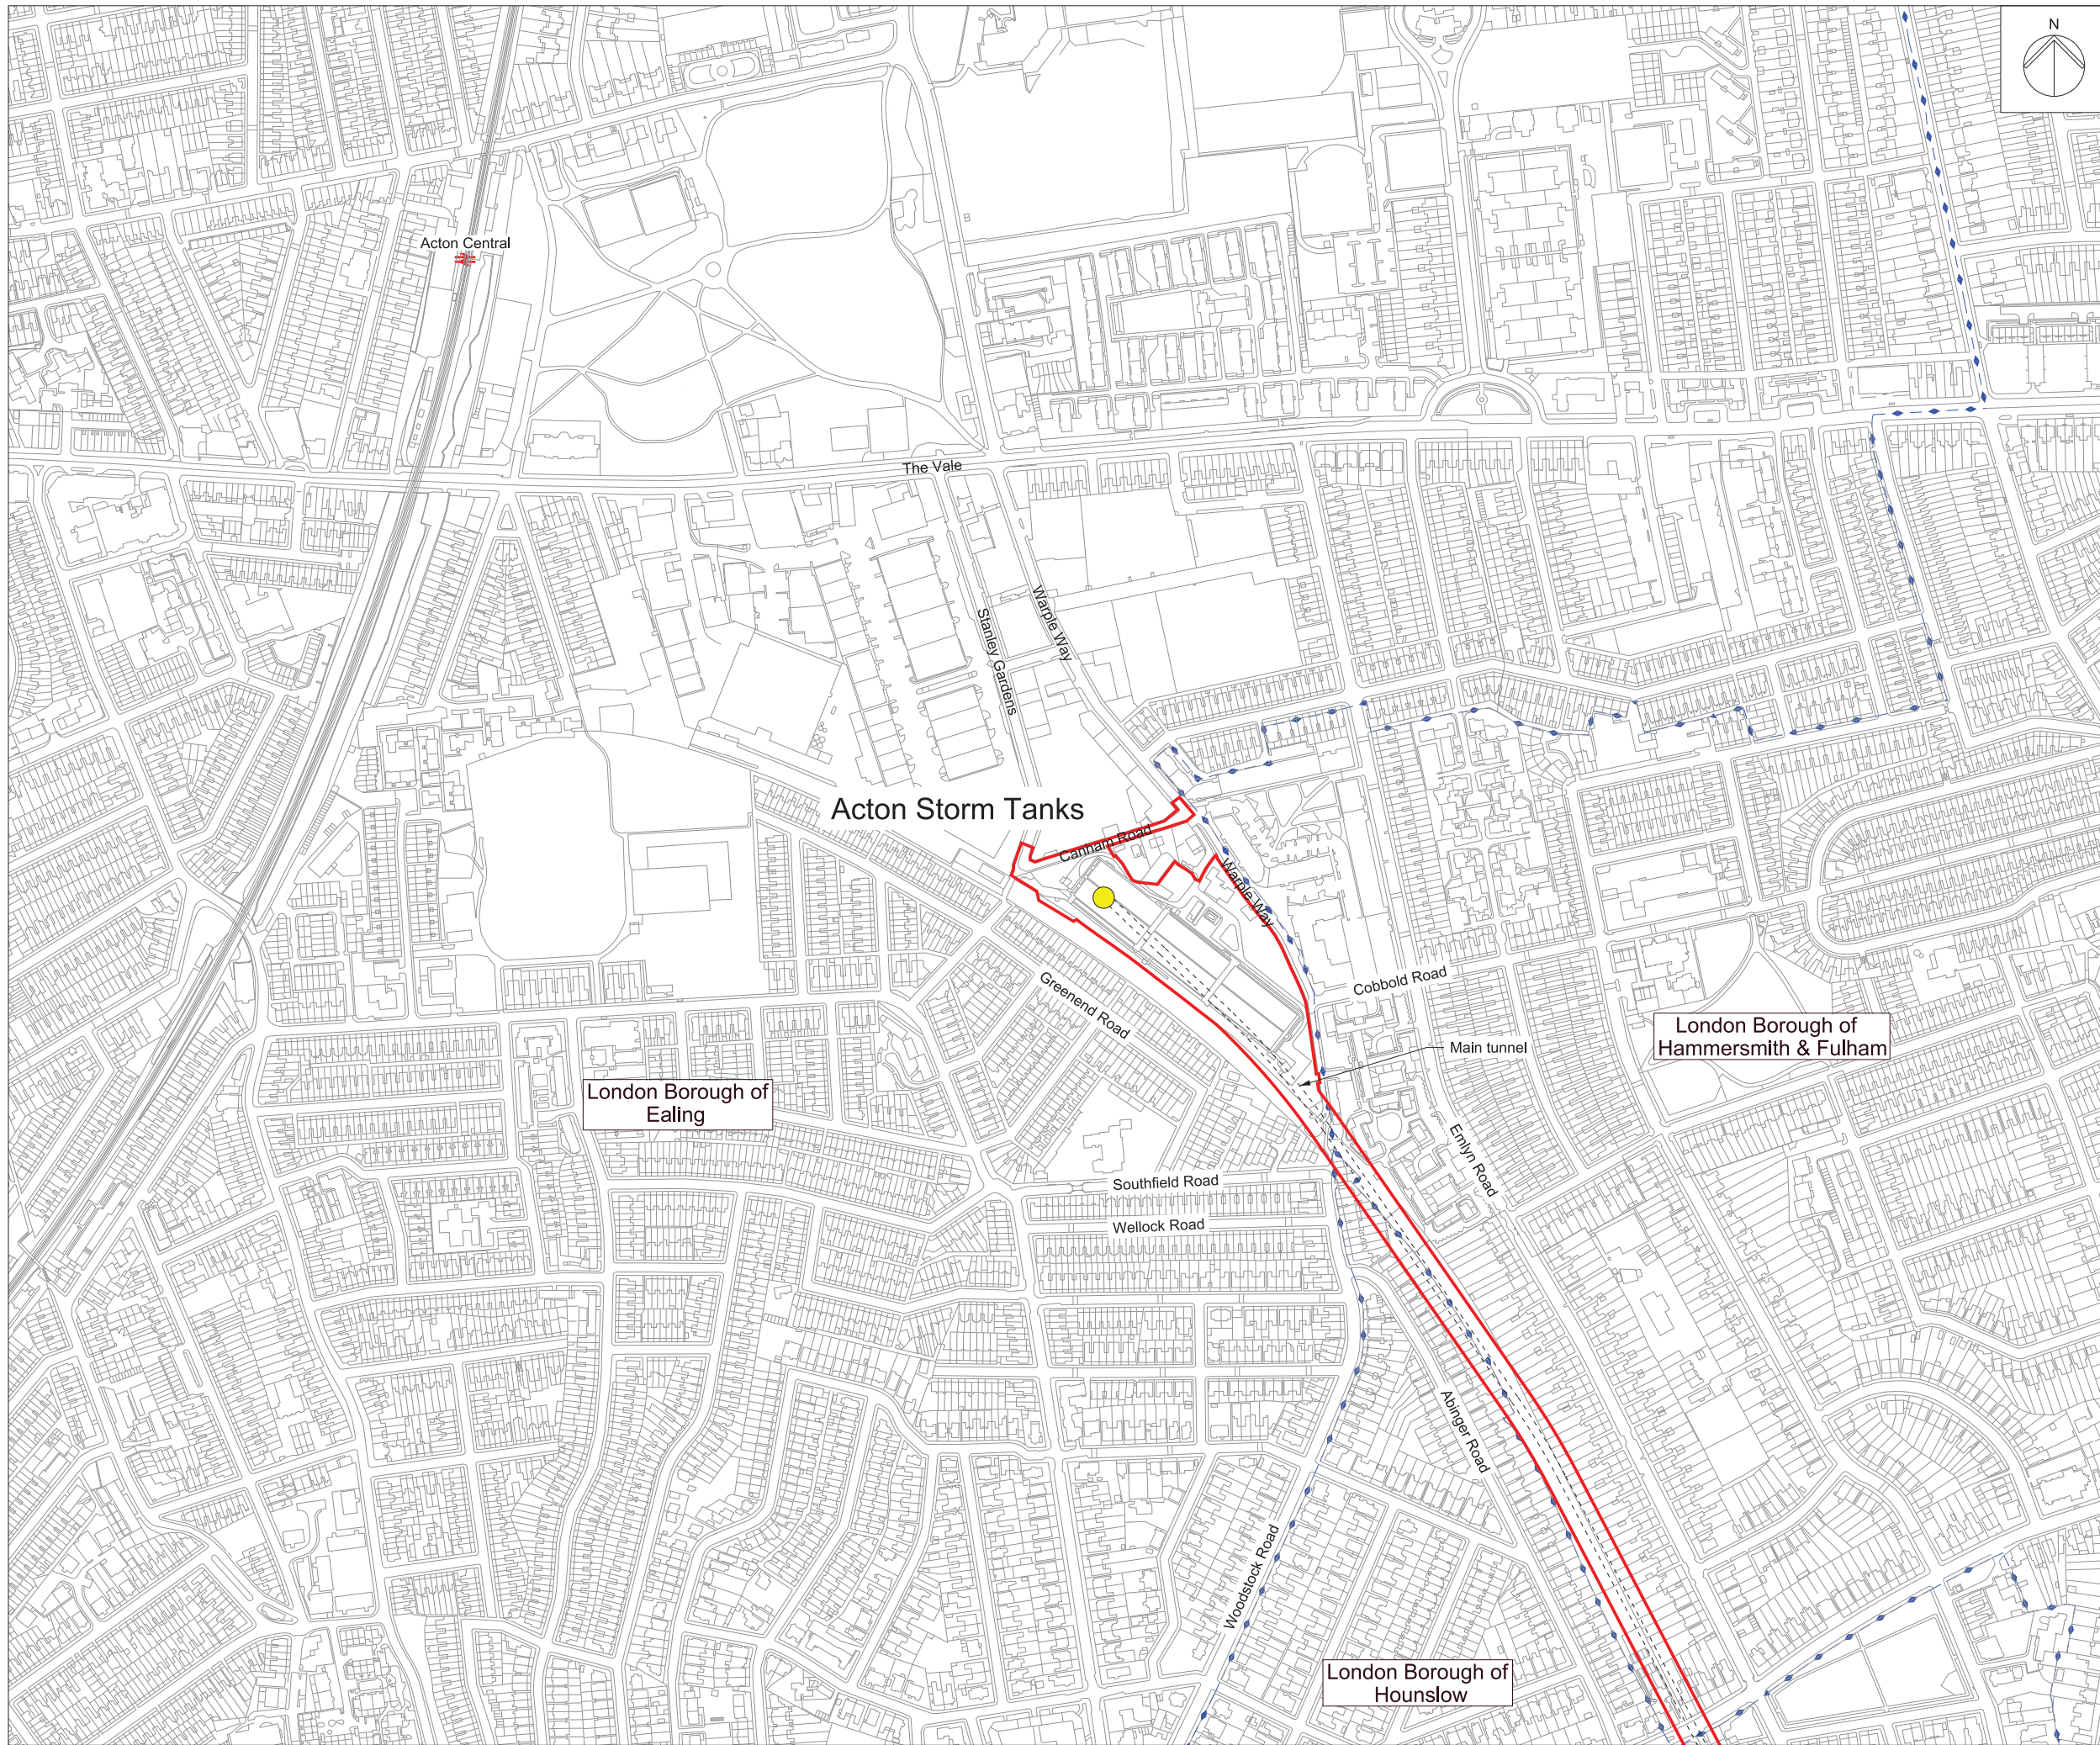 N
Acton Central
The Vale
Warple Way
Stanley Gardens
Acton Storm Tanks
Canham Road
Warple Way
Cobbold Road
Greenend Road
London Borough of
Hammersmith & Fulham
Main tunnel
London Borough of
Ealing
Emlyn Road
Southfield Road
Wellock Road
Abinger Road
Woodstock Road
London Borough of
Hounslow